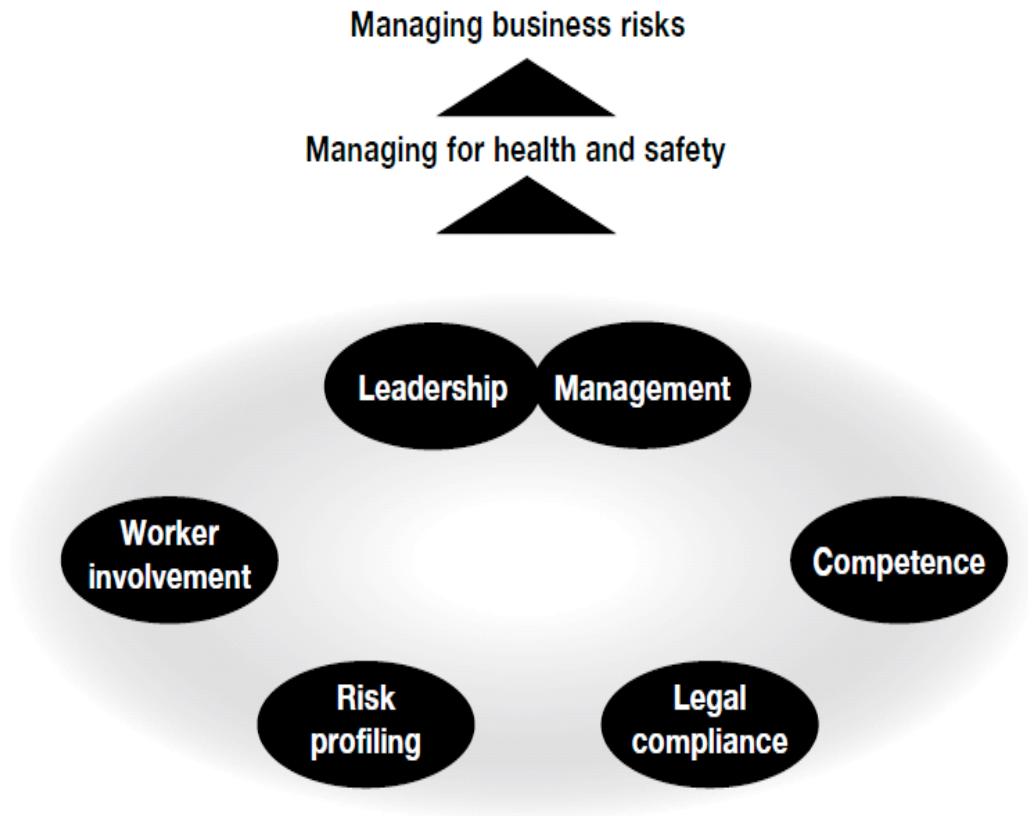 Managing business risks
Managing for health and safety
Leadership
Management
Worker
involvement
Competence
Risk
profiling
Legal
compliance